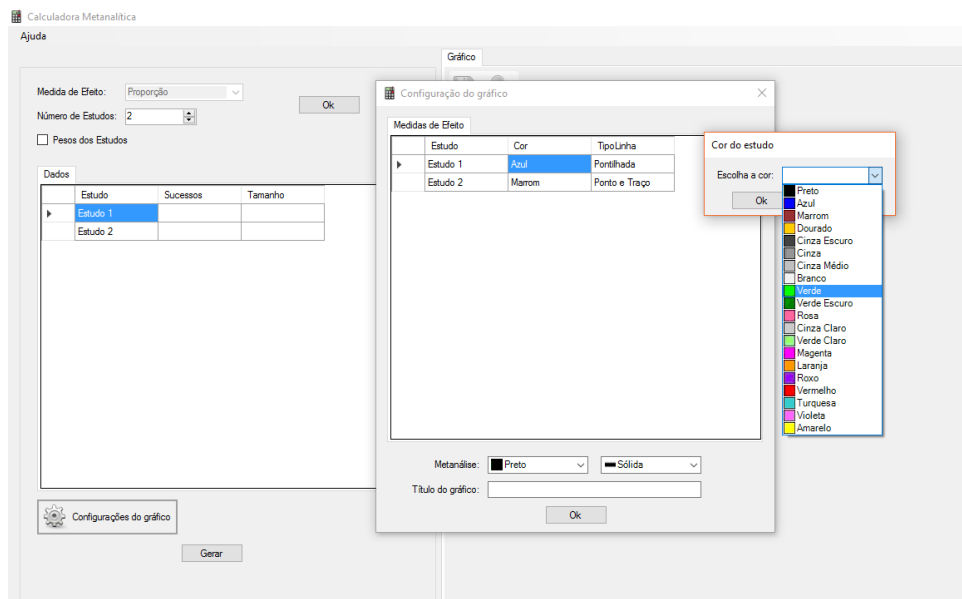 Calculadora Metanalítica
Ajuda
Gráfico
Medida de Efeito: Proporção
Ok
Número de Estudos: 2
Pesos dos Estudos
Dados
Estudo Sucessos Tamanho
Estudo 1
Estudo 2
Configurações do gráfico
Gerar
Configuração do gráfico
Medidas de Efeito
Estudo Cor TipoLinha
Estudo 1 Azul Pontilhada
Estudo 2 Marrom Ponto e Traço
Metanálise: Preto Sólida
Título do gráfico:
Ok
Cor do estudo
Escolha a cor:
Ok
Preto
Azul
Marrom
Dourado
Cinza Escuro
Cinza
Cinza Médio
Branco
Verde
Verde Escuro
Rosa
Cinza Claro
Verde Claro
Magenta
Laranja
Roxo
Vermelho
Turquesa
Violeta
Amarelo